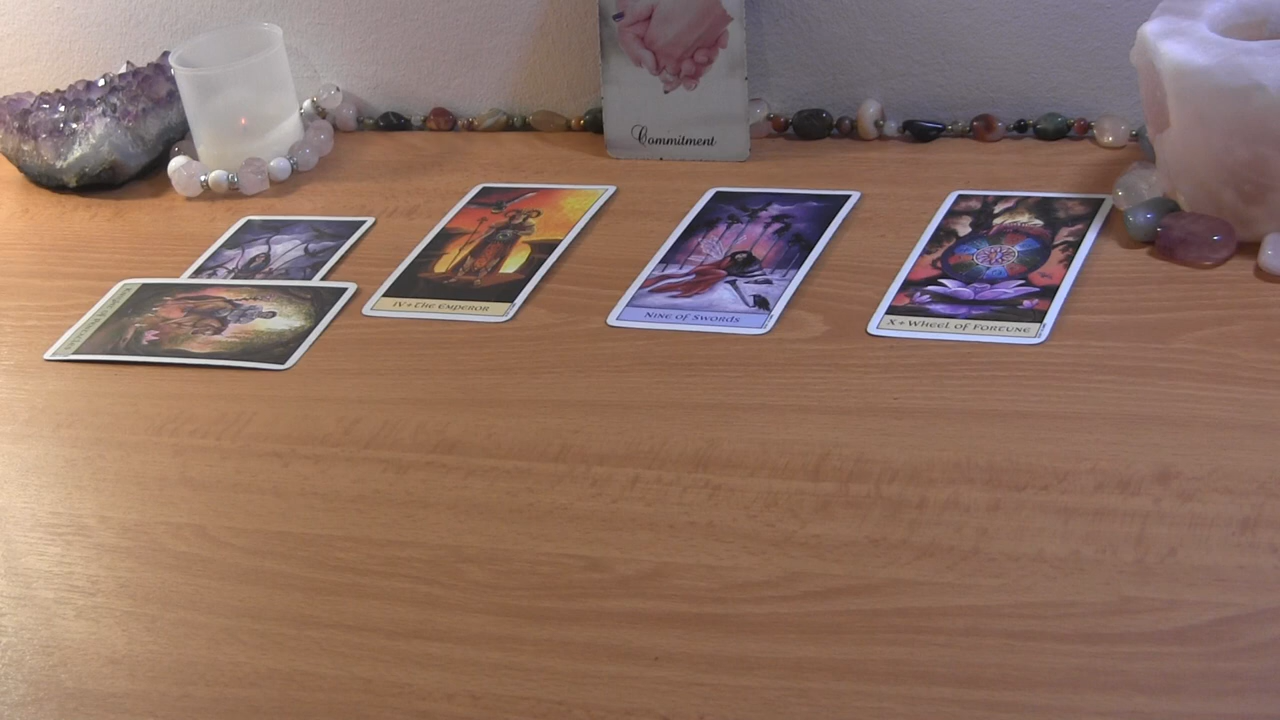 Commitment
IV ✦ The Emperor
Nine of Swords
X ✦ Wheel of Fortune